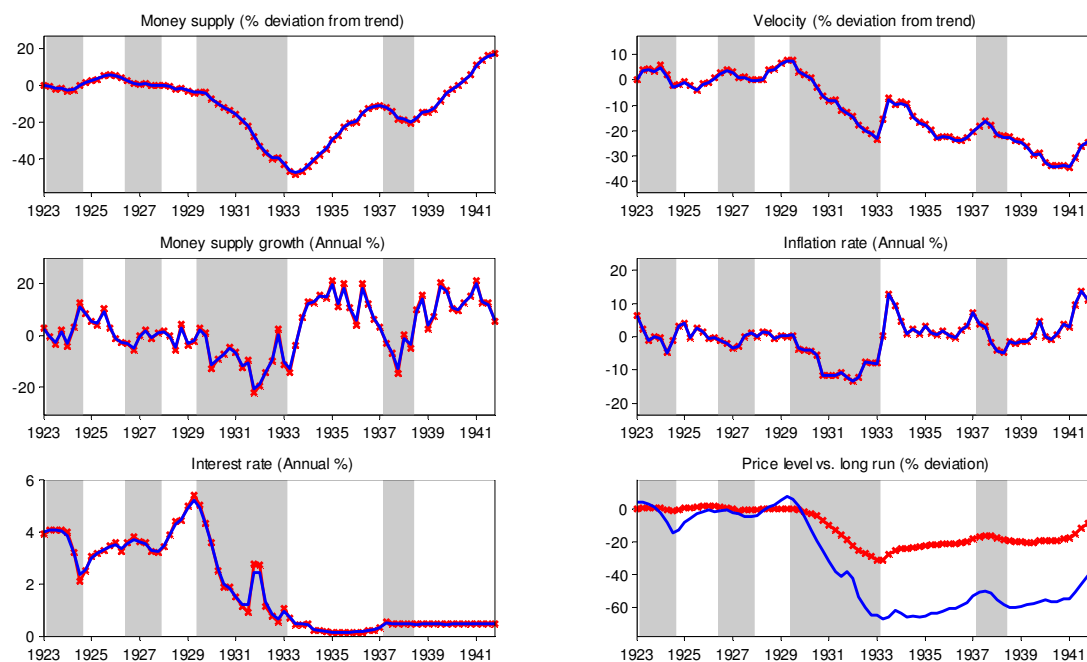 Money supply (% deviation from trend)
20
0
-20
-40
1923 1925 1927 1929 1931 1933 1935 1937 1939 1941
Velocity (% deviation from trend)
10
0
-10
-20
-30
-40
1923 1925 1927 1929 1931 1933 1935 1937 1939 1941
Money supply growth (Annual %)
20
0
-20
1923 1925 1927 1929 1931 1933 1935 1937 1939 1941
Inflation rate (Annual %)
20
10
0
-10
-20
1923 1925 1927 1929 1931 1933 1935 1937 1939 1941
Interest rate (Annual %)
6
4
2
0
1923 1925 1927 1929 1931 1933 1935 1937 1939 1941
Price level vs. long run (% deviation)
0
-20
-40
-60
1923 1925 1927 1929 1931 1933 1935 1937 1939 1941